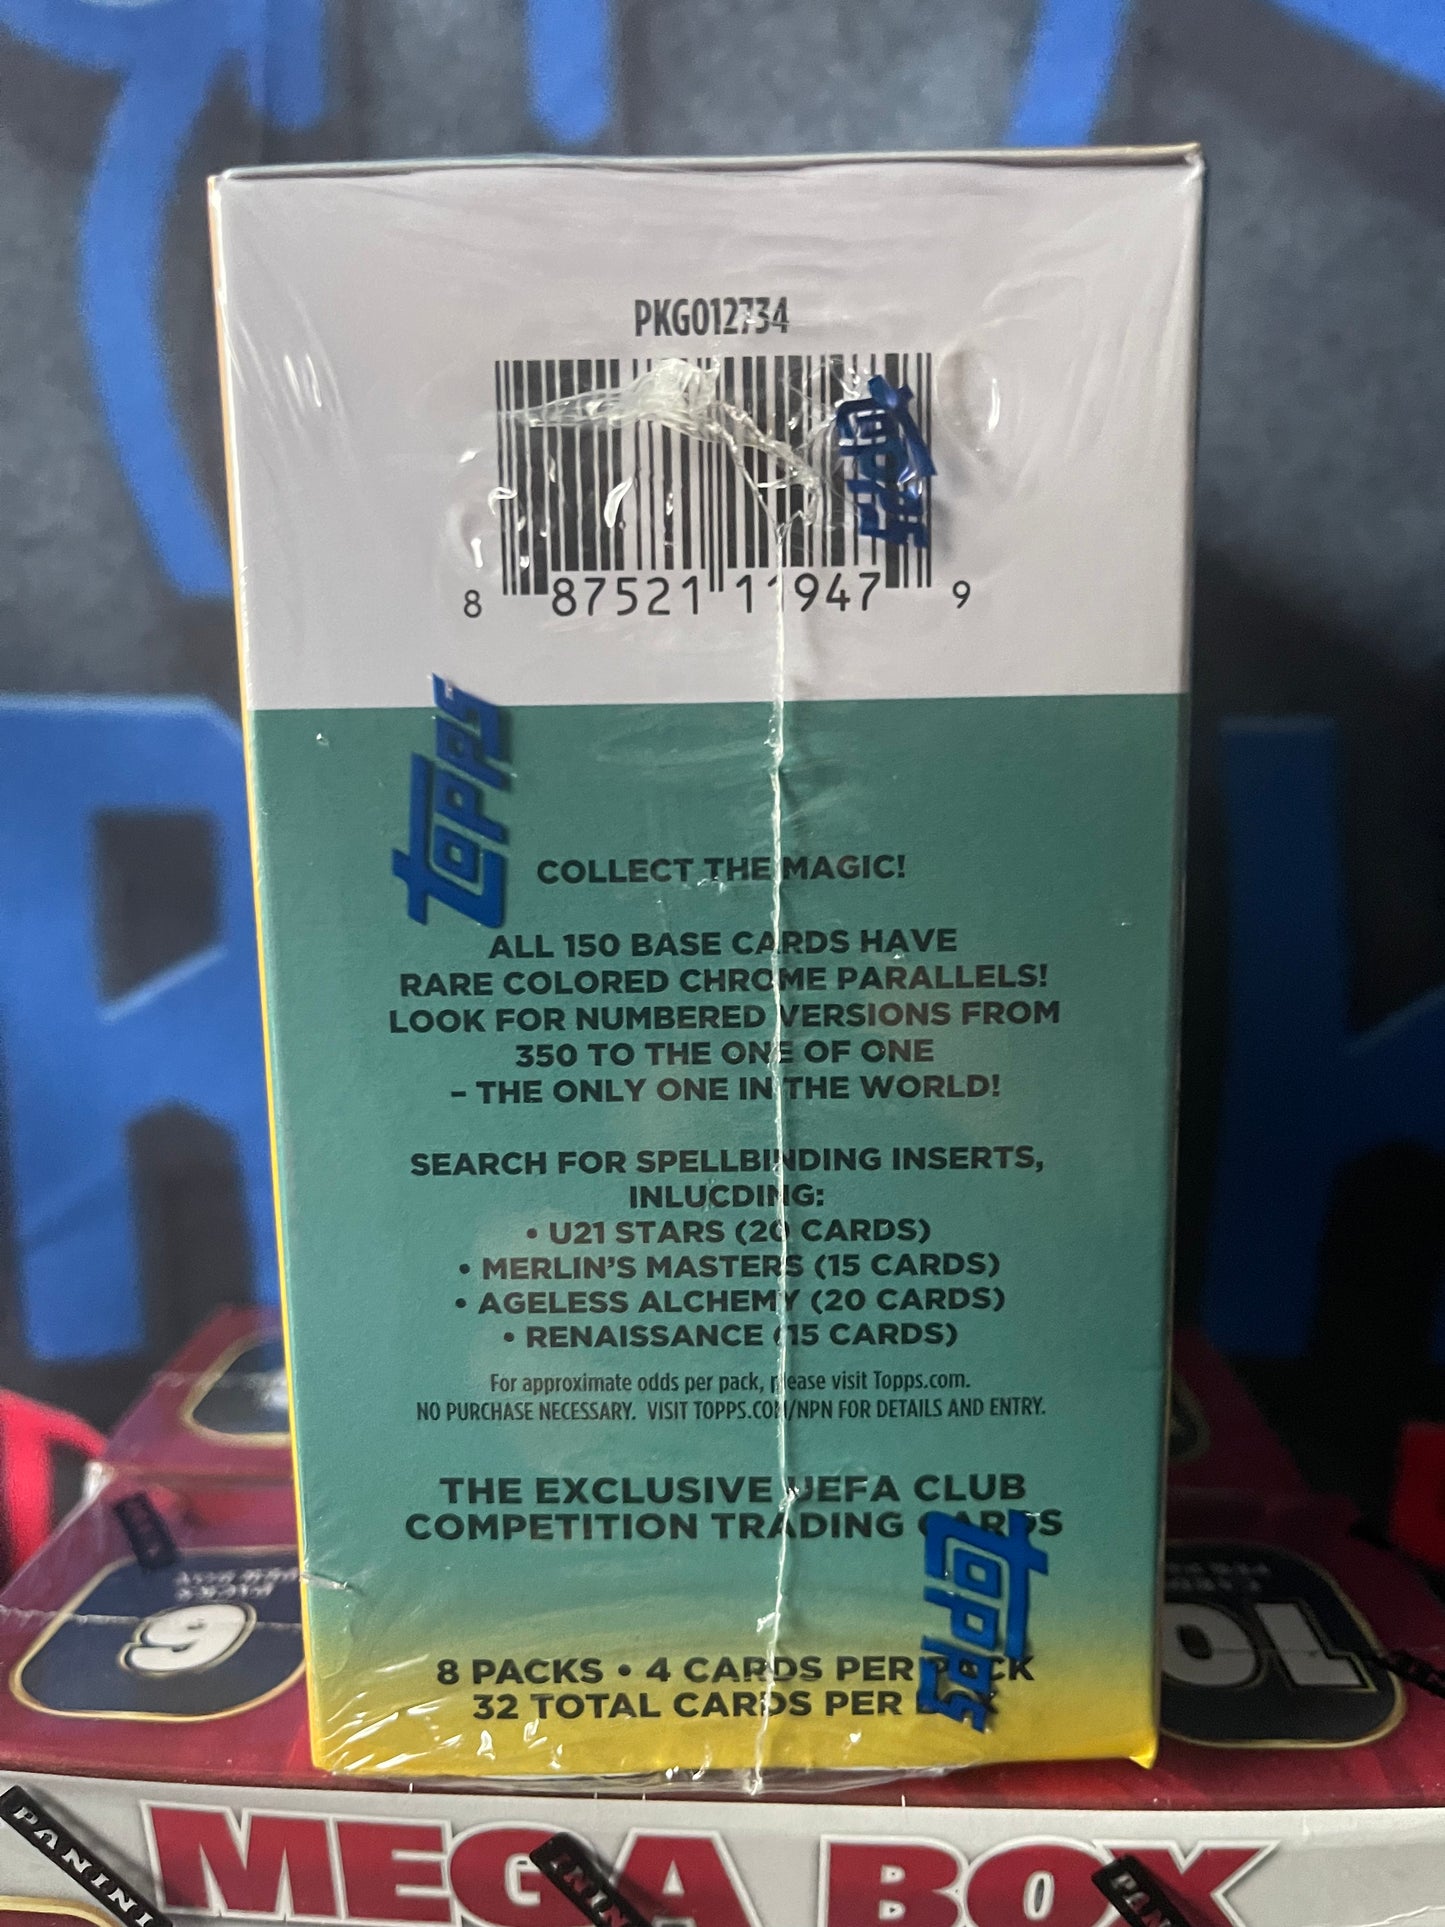 PKG012734
8 87521 11947 9
Topps
Topps
COLLECT THE MAGIC!
ALL 150 BASE CARDS HAVE
RARE COLORED CHROME PARALLELS!
LOOK FOR NUMBERED VERSIONS FROM
350 TO THE ONE OF ONE
– THE ONLY ONE IN THE WORLD!
SEARCH FOR SPELLBINDING INSERTS,
INLUCDING:
• U21 STARS (20 CARDS)
• MERLIN'S MASTERS (15 CARDS)
• AGELESS ALCHEMY (20 CARDS)
• RENAISSANCE (15 CARDS)
For approximate odds per pack, please visit Topps.com.
NO PURCHASE NECESSARY. VISIT TOPPS.COM/NPN FOR DETAILS AND ENTRY.
THE EXCLUSIVE UEFA CLUB
COMPETITION TRADING CARDS
Topps
8 PACKS • 4 CARDS PER PACK
32 TOTAL CARDS PER BOX
PACKS
6
10
MEGA BOX
PANINI